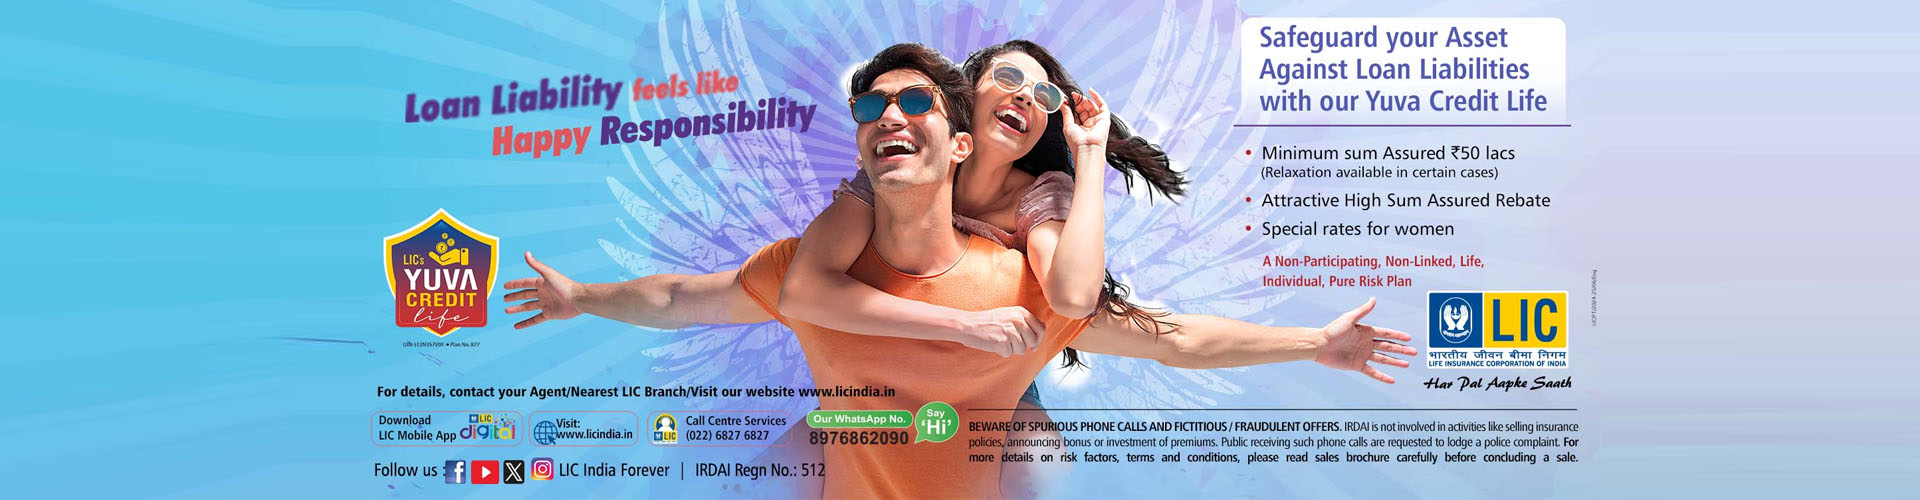 Loan Liability feels like
Happy Responsibility
LIC's
YUVA
CREDIT
life
UIN-512N357V01 • Plan No. 877
Safeguard your Asset
Against Loan Liabilities
with our Yuva Credit Life
• Minimum sum Assured ₹50 lacs
(Relaxation available in certain cases)
• Attractive High Sum Assured Rebate
• Special rates for women
A Non-Participating, Non-Linked, Life,
Individual, Pure Risk Plan
LIC
भारतीय जीवन बीमा निगम
LIFE INSURANCE CORPORATION OF INDIA
Har Pal Aapke Saath
For details, contact your Agent/Nearest LIC Branch/Visit our website www.licindia.in
Download
LIC Mobile App
LIC
digital
Visit:
www.licindia.in
LIC
Call Centre Services
(022) 6827 6827
Our WhatsApp No.
8976862090
Say
'Hi'
Follow us : LIC India Forever | IRDAI Regn No.: 512
BEWARE OF SPURIOUS PHONE CALLS AND FICTITIOUS / FRAUDULENT OFFERS. IRDAI is not involved in activities like selling insurance
policies, announcing bonus or investment of premiums. Public receiving such phone calls are requested to lodge a police complaint. For
more details on risk factors, terms and conditions, please read sales brochure carefully before concluding a sale.